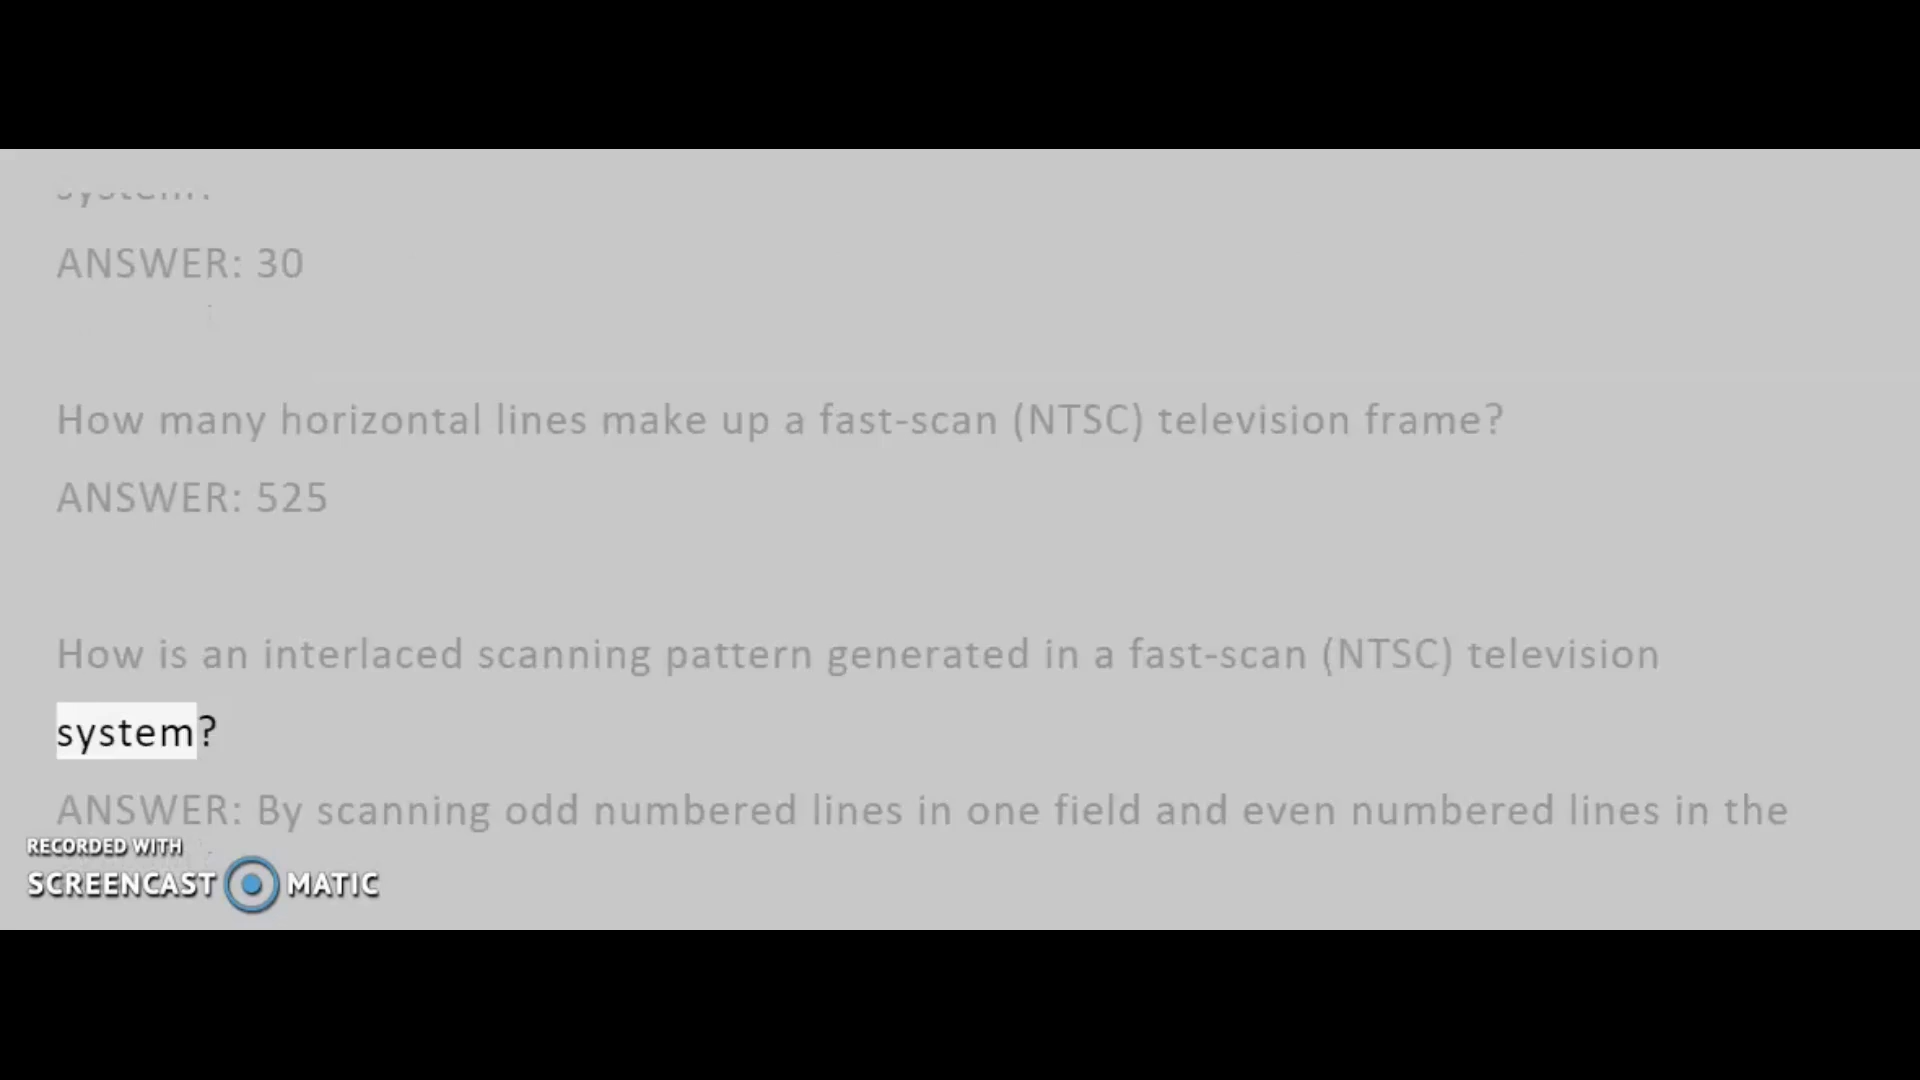 system?
ANSWER: 30
How many horizontal lines make up a fast-scan (NTSC) television frame?
ANSWER: 525
How is an interlaced scanning pattern generated in a fast-scan (NTSC) television
system?
ANSWER: By scanning odd numbered lines in one field and even numbered lines in the
RECORDED WITH
SCREENCAST MATIC